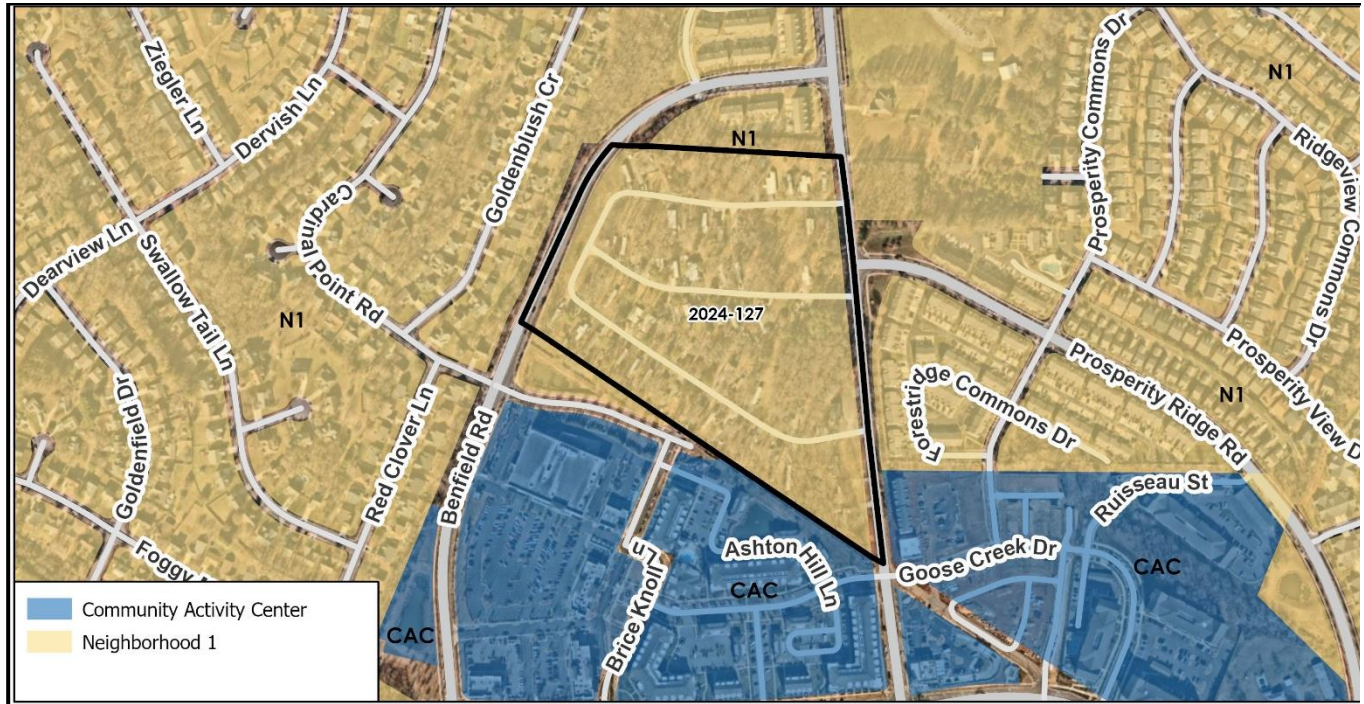 Ziegler Ln
Dervish Ln
Goldenblush Cr
Prosperity Commons Dr
N1
Ridgeview Commons Dr
N1
Cardinal Point Rd
Dearview Ln
Swallow Tail Ln
N1
2024-127
Prosperity Ridge Rd
Prosperity View D
N1
Goldenfield Dr
Red Clover Ln
Benfield Rd
Forestridge Commons Dr
Ruisseau St
Foggy
Brice Knoll Ln
Ashton Hill Ln
Goose Creek Dr
CAC
CAC
CAC
Community Activity Center
Neighborhood 1